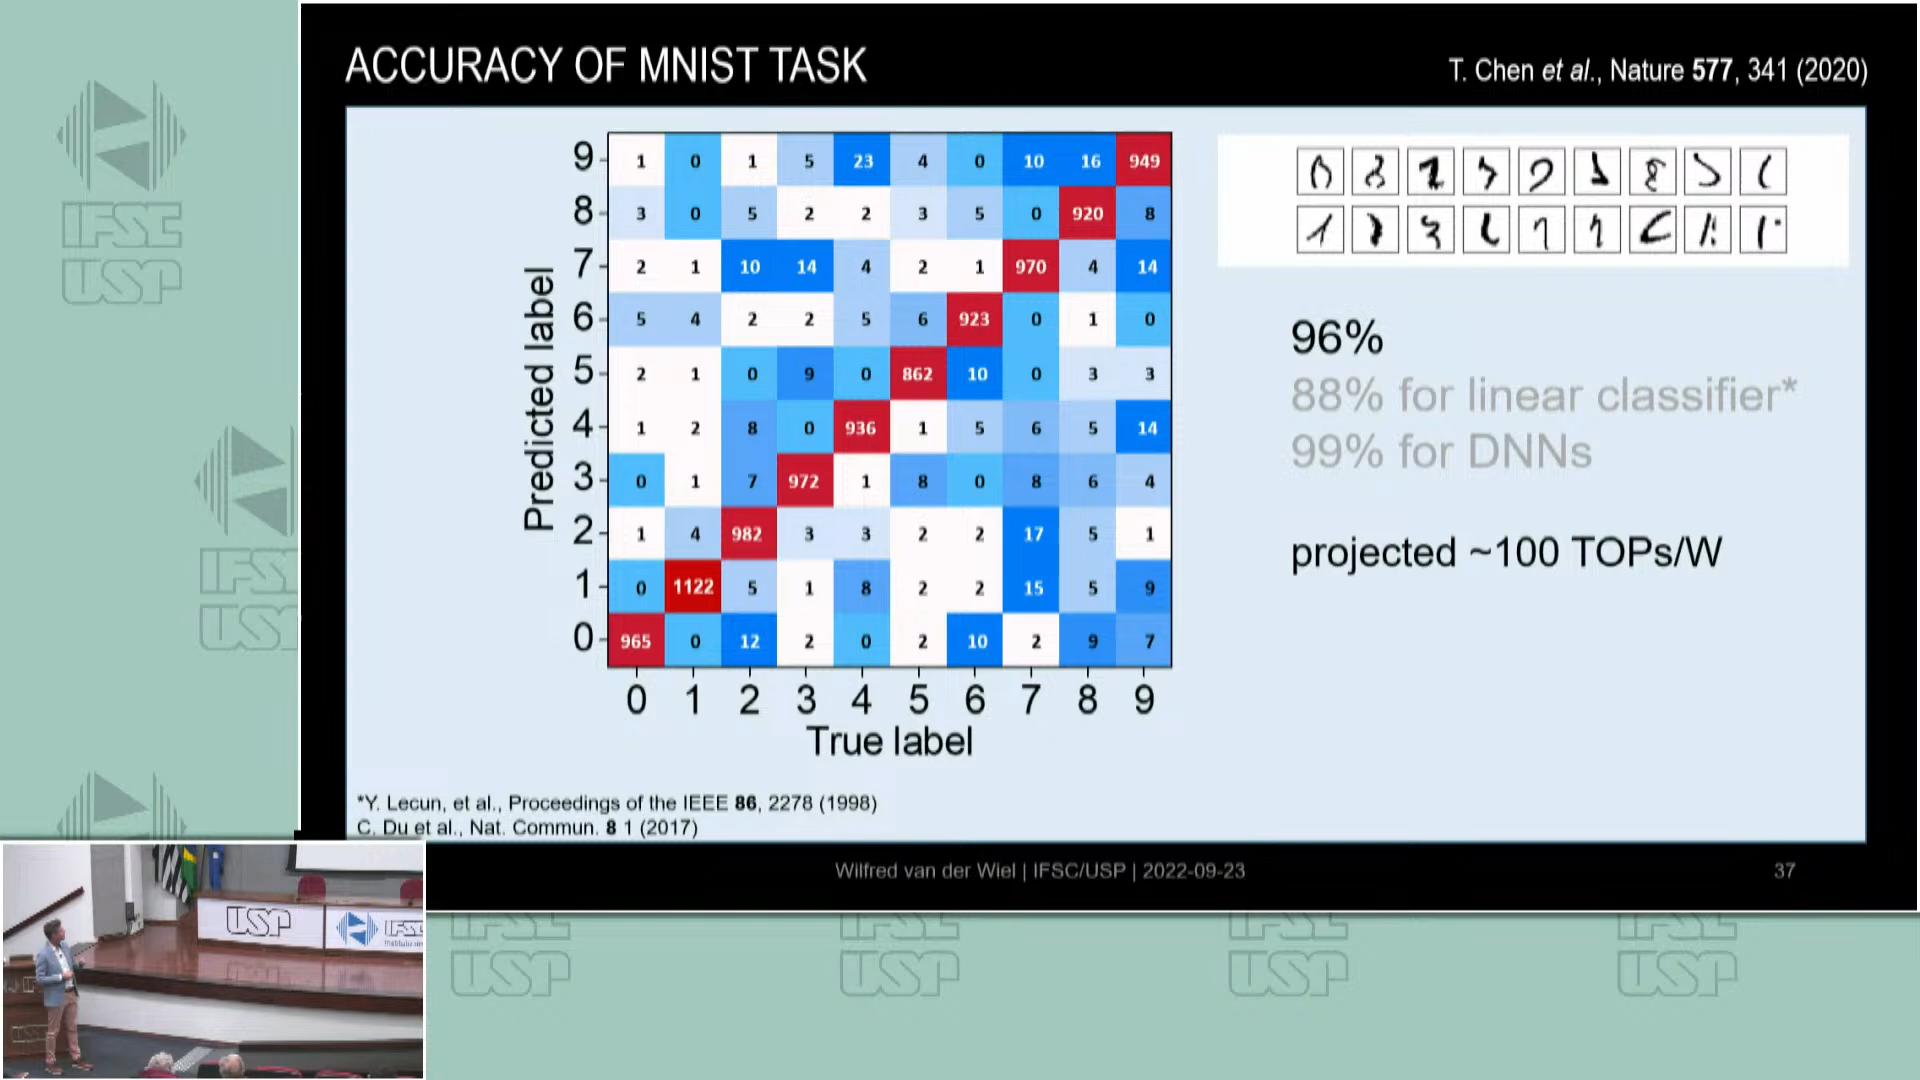 ACCURACY OF MNIST TASK
T. Chen et al., Nature 577, 341 (2020)
Predicted label
9 1 0 1 5 23 4 0 10 16 949
8 3 0 5 2 2 3 5 0 920 8
7 2 1 10 14 4 2 1 970 4 14
6 5 4 2 2 5 6 923 0 1 0
5 2 1 0 9 0 862 10 0 3 3
4 1 2 8 0 936 1 5 6 5 14
3 0 1 7 972 1 8 0 8 6 4
2 1 4 982 3 3 2 2 17 5 1
1 0 1122 5 1 8 2 2 15 5 9
0 965 0 12 2 0 2 10 2 9 7
0 1 2 3 4 5 6 7 8 9
True label
96%
88% for linear classifier*
99% for DNNs
projected ~100 TOPs/W
*Y. Lecun, et al., Proceedings of the IEEE 86, 2278 (1998)
C. Du et al., Nat. Commun. 8 1 (2017)
Wilfred van der Wiel | IFSC/USP | 2022-09-23
37
IFSC
USP
IFSC
USP
USP
IFSC
USP
USP
USP
USP